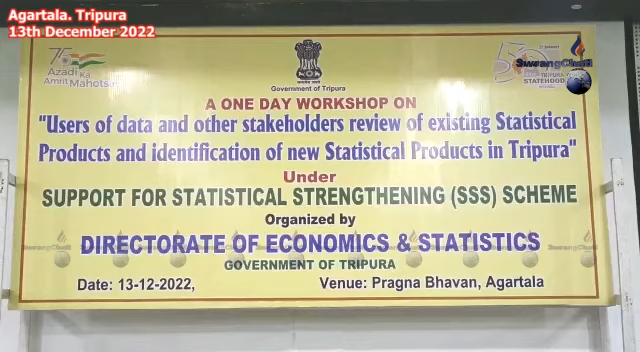 Agartala. Tripura
13th December 2022
75
Azadi Ka
Amrit Mahotsav
Government of Tripura
SwrangChati
TRIPURA
STATEHOOD
A ONE DAY WORKSHOP ON
"Users of data and other stakeholders review of existing Statistical
Products and identification of new Statistical Products in Tripura"
Under
SUPPORT FOR STATISTICAL STRENGTHENING (SSS) SCHEME
Organized by
DIRECTORATE OF ECONOMICS & STATISTICS
GOVERNMENT OF TRIPURA
Date: 13-12-2022,
Venue: Pragna Bhavan, Agartala